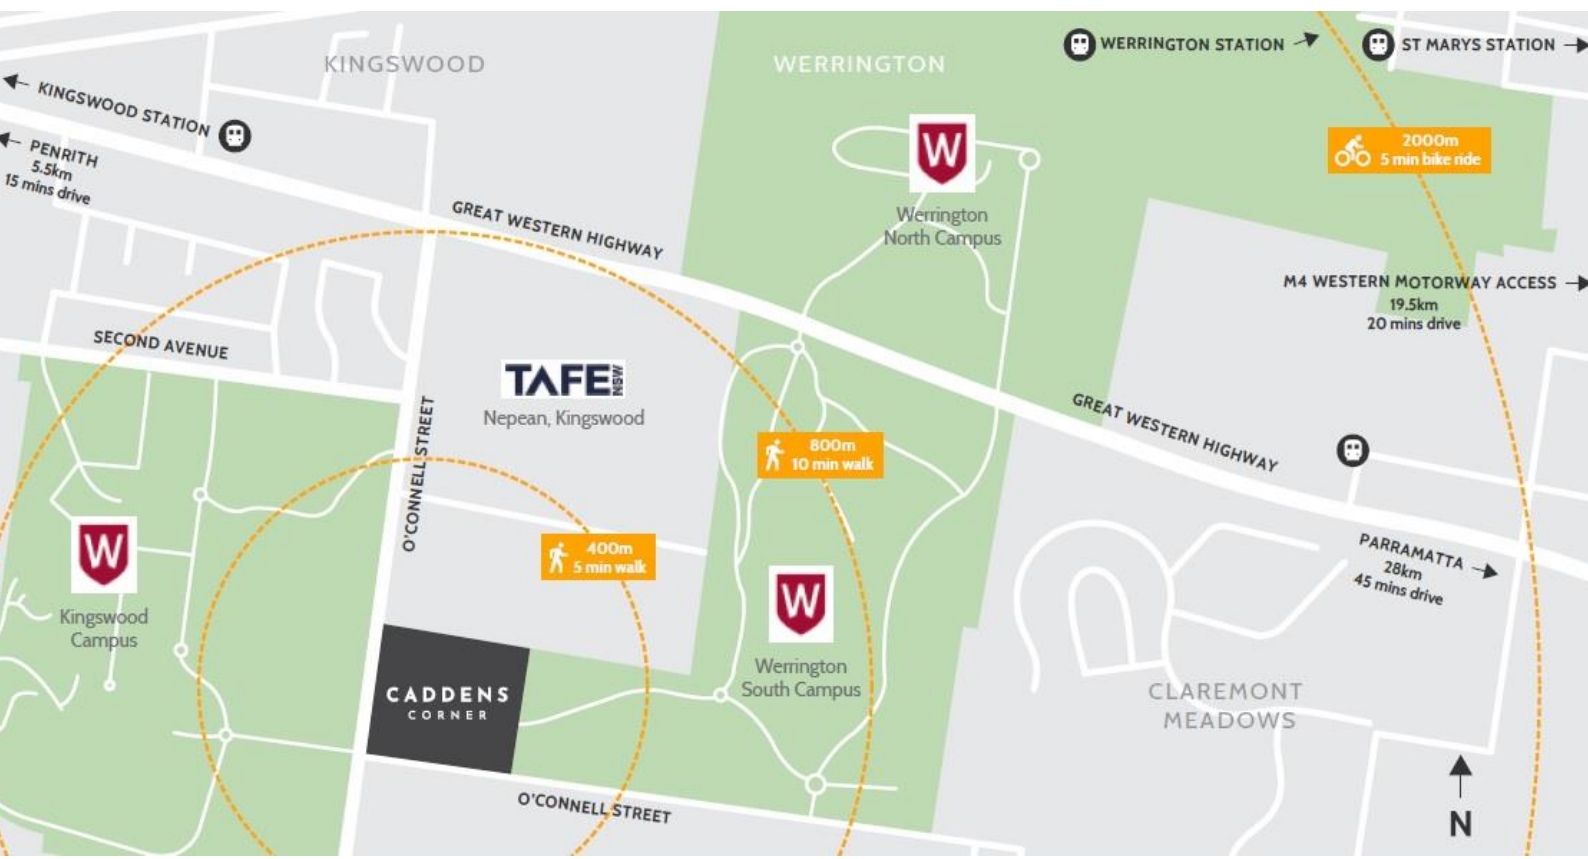 KINGSWOOD
WERRINGTON
WERRINGTON STATION
ST MARYS STATION
KINGSWOOD STATION
PENRITH
5.5km
15 mins drive
2000m
5 min bike ride
W
Werrington
North Campus
GREAT WESTERN HIGHWAY
M4 WESTERN MOTORWAY ACCESS
19.5km
20 mins drive
SECOND AVENUE
TAFE NSW
Nepean, Kingswood
O'CONNELL STREET
GREAT WESTERN HIGHWAY
800m
10 min walk
400m
5 min walk
W
Kingswood
Campus
W
Werrington
South Campus
PARRAMATTA
28km
45 mins drive
CADDENS
CORNER
CLAREMONT
MEADOWS
O'CONNELL STREET
N